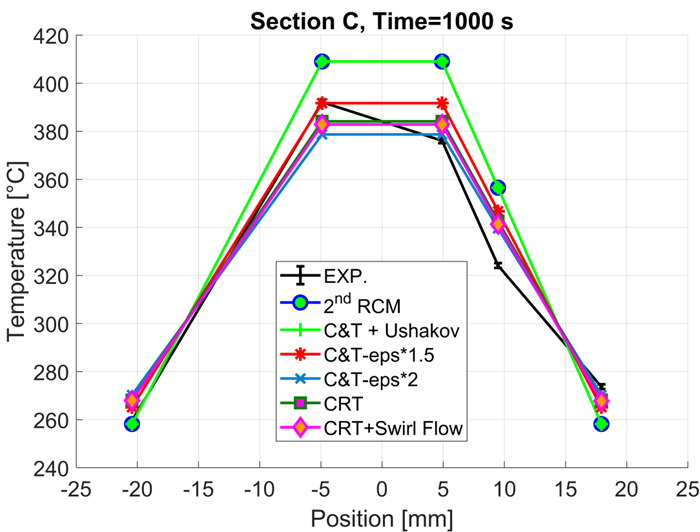 Section C, Time=1000 s
420
400
380
360
340
320
300
280
260
240
Temperature [°C]
EXP.
2nd RCM
C&T + Ushakov
C&T-eps*1.5
C&T-eps*2
CRT
CRT+Swirl Flow
-25 -20 -15 -10 -5 0 5 10 15 20 25
Position [mm]